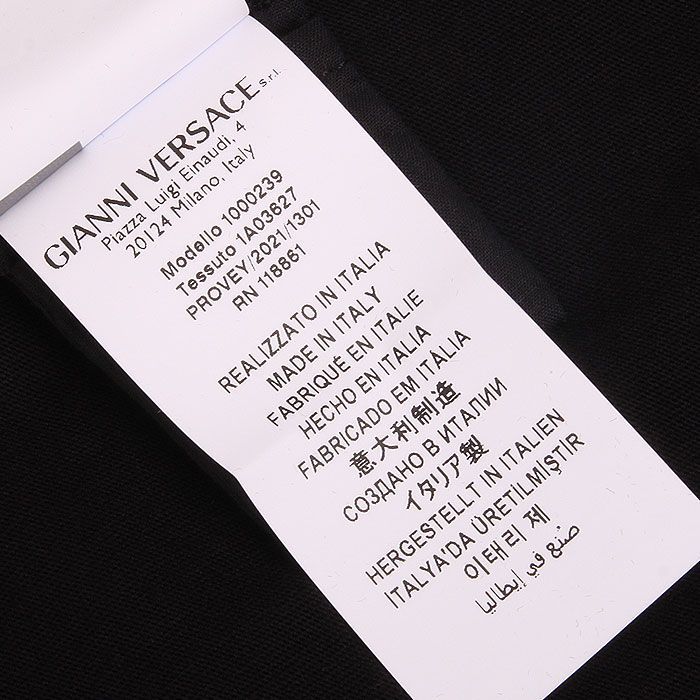 GIANNI VERSACE s.r.l.
Piazza Luigi Einaudi, 4
20124 Milano, Italy
Modello 1000239
Tessuto 1A03627
PROVEY/2021/1301
RN 118861
REALIZZATO IN ITALIA
MADE IN ITALY
FABRIQUÉ EN ITALIE
HECHO EN ITALIA
FABRICADO EM ITALIA
意大利制造
СОЗДАНО В ИТАЛИИ
イタリア製
HERGESTELLT IN ITALIEN
ITALYA'DA ÜRETİLMİŞTİR
이태리 제
صنع في إيطاليا